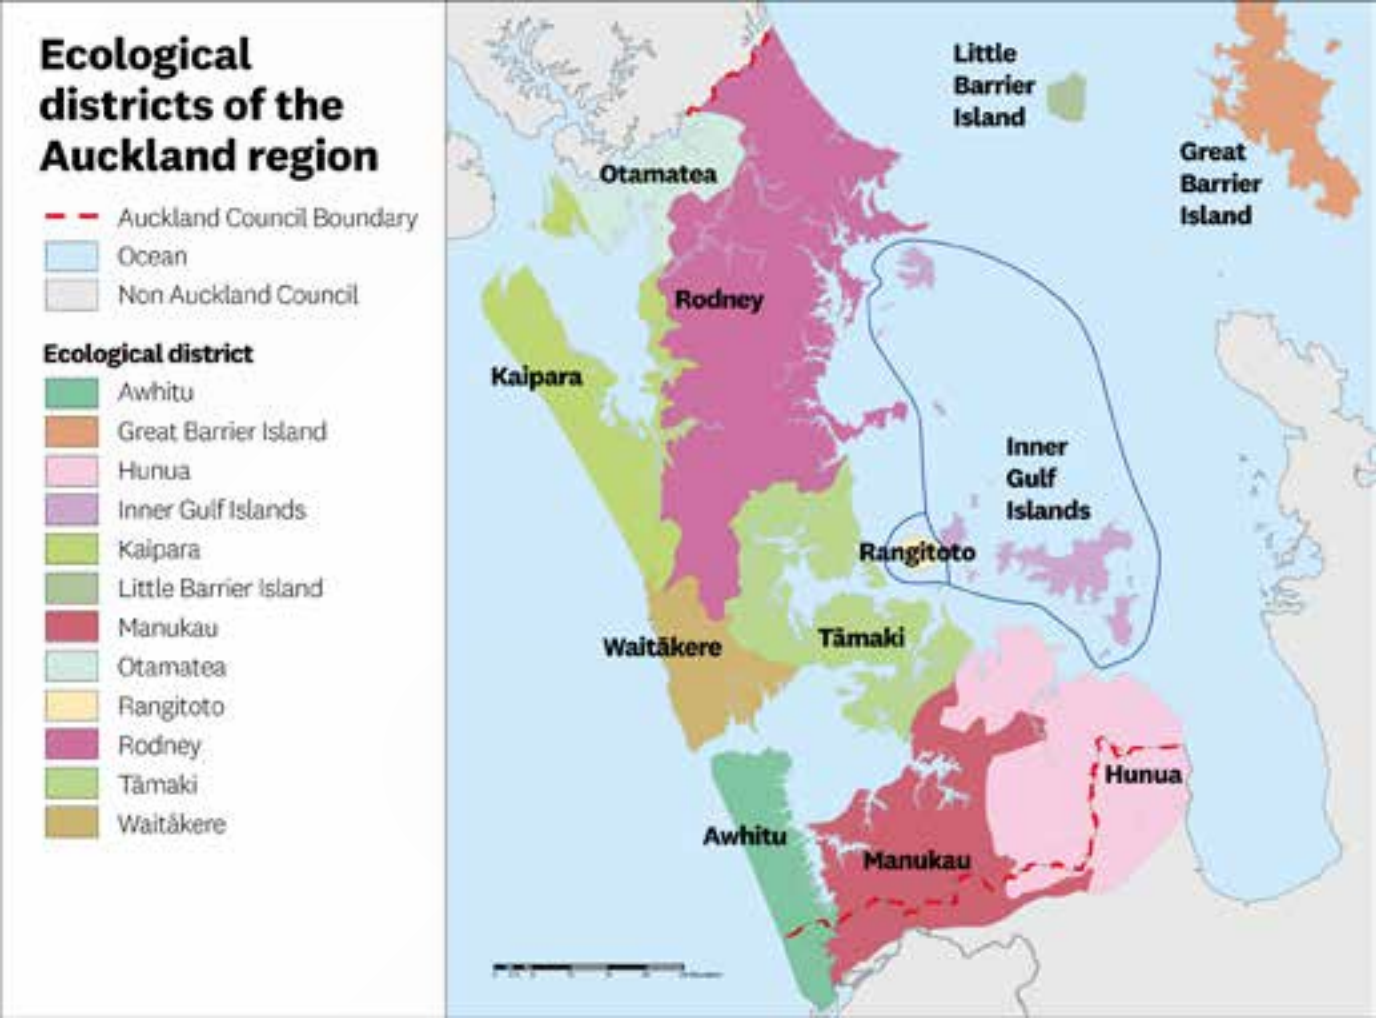 Ecological
districts of the
Auckland region
Auckland Council Boundary
Ocean
Non Auckland Council
Ecological district
Awhitu
Great Barrier Island
Hunua
Inner Gulf Islands
Kaipara
Little Barrier Island
Manukau
Otamatea
Rangitoto
Rodney
Tāmaki
Waitākere
Little
Barrier
Island
Great
Barrier
Island
Otamatea
Rodney
Kaipara
Inner
Gulf
Islands
Rangitoto
Waitākere
Tāmaki
Hunua
Awhitu
Manukau